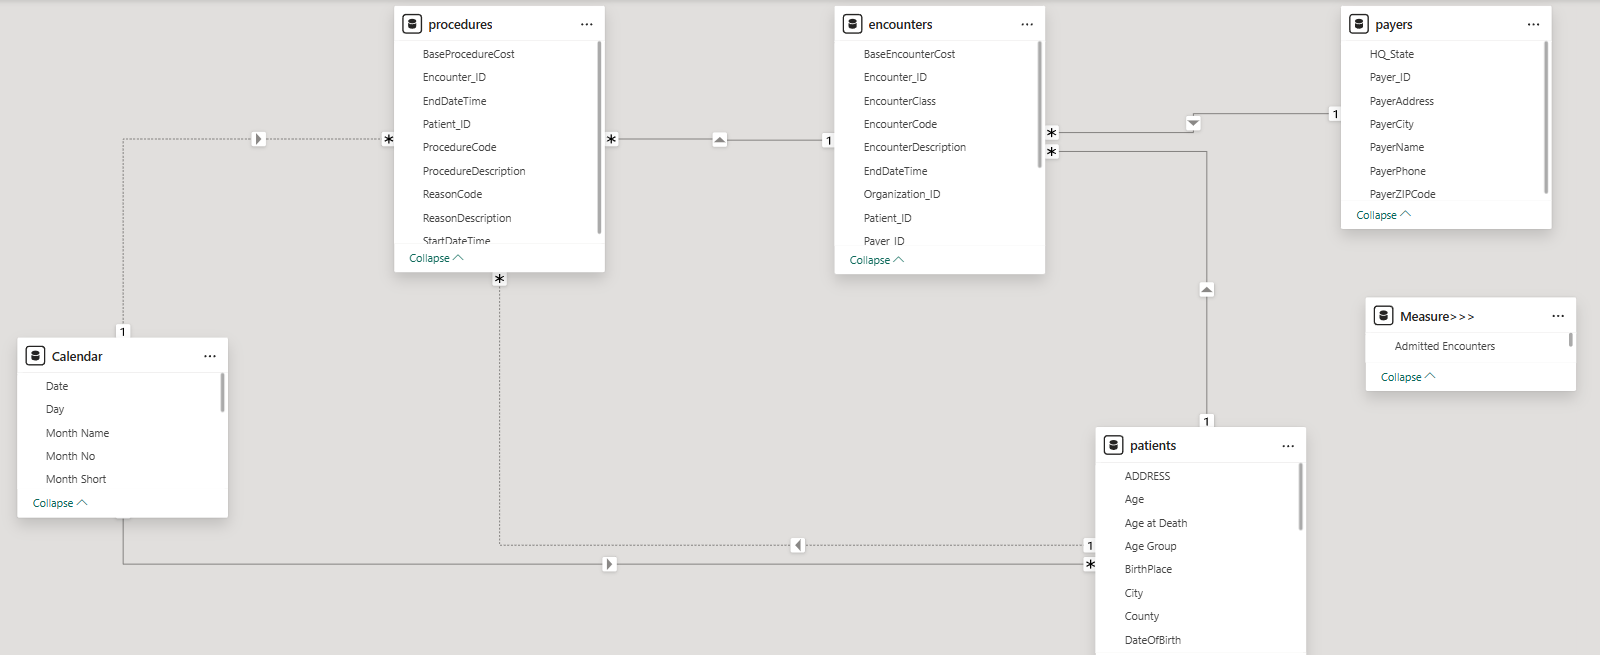 procedures
...
BaseProcedureCost
Encounter_ID
EndDateTime
Patient_ID
ProcedureCode
ProcedureDescription
ReasonCode
ReasonDescription
StartDateTime
Collapse
encounters
...
BaseEncounterCost
Encounter_ID
EncounterClass
EncounterCode
EncounterDescription
EndDateTime
Organization_ID
Patient_ID
Payer_ID
Collapse
payers
...
HQ_State
Payer_ID
PayerAddress
PayerCity
PayerName
PayerPhone
PayerZIPCode
Collapse
*
*
1
*
*
1
*
1
Calendar
...
Date
Day
Month Name
Month No
Month Short
Collapse
Measure>>>
...
Admitted Encounters
Collapse
1
patients
...
ADDRESS
Age
Age at Death
Age Group
BirthPlace
City
County
DateOfBirth
1
*